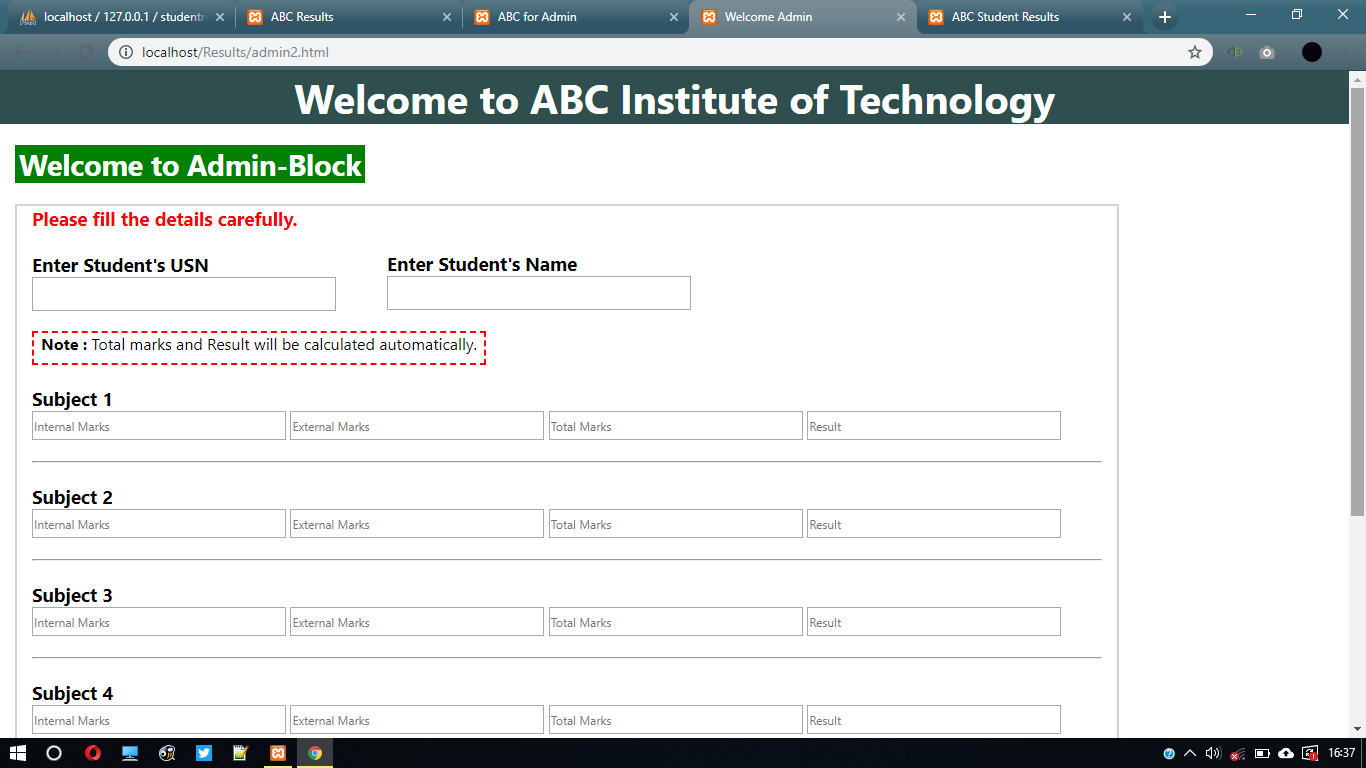 localhost / 127.0.0.1 / student
ABC Results
ABC for Admin
Welcome Admin
ABC Student Results
localhost/Results/admin2.html
Welcome to ABC Institute of Technology
Welcome to Admin-Block
Please fill the details carefully.
Enter Student's USN Enter Student's Name
Note : Total marks and Result will be calculated automatically.
Subject 1
Internal Marks External Marks Total Marks Result
Subject 2
Internal Marks External Marks Total Marks Result
Subject 3
Internal Marks External Marks Total Marks Result
Subject 4
Internal Marks External Marks Total Marks Result
16:37